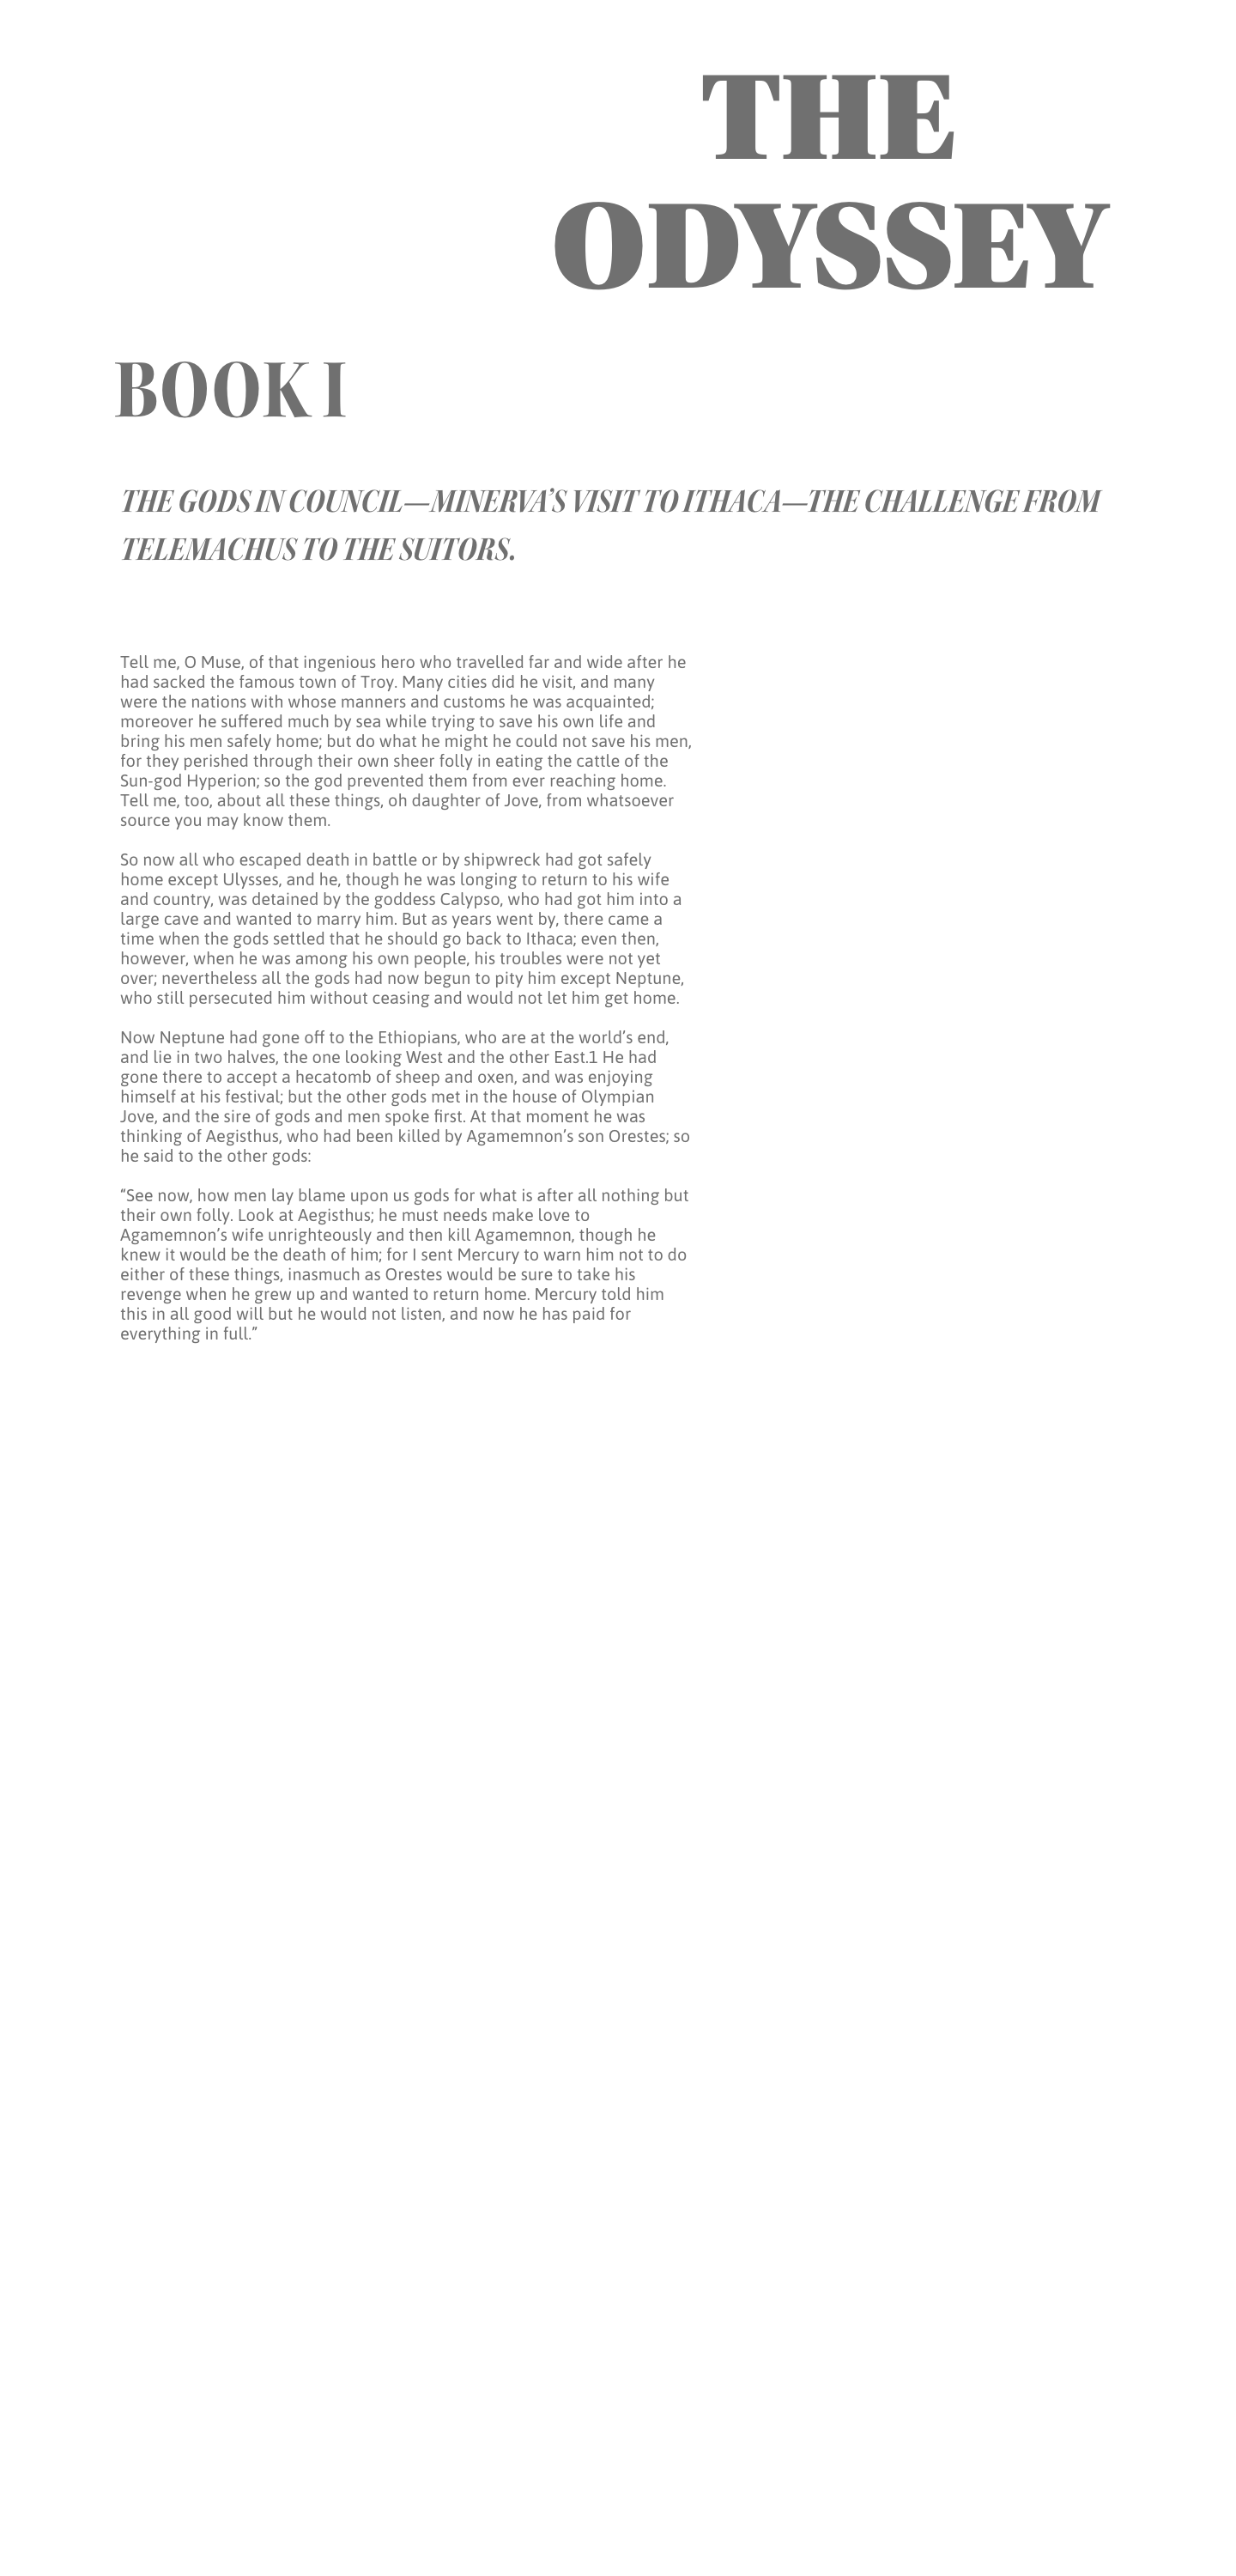 THE
ODYSSEY
BOOK I
THE GODS IN COUNCIL—MINERVA’S VISIT TO ITHACA—THE CHALLENGE FROM
TELEMACHUS TO THE SUITORS.
Tell me, O Muse, of that ingenious hero who travelled far and wide after he
had sacked the famous town of Troy. Many cities did he visit, and many
were the nations with whose manners and customs he was acquainted;
moreover he suffered much by sea while trying to save his own life and
bring his men safely home; but do what he might he could not save his men,
for they perished through their own sheer folly in eating the cattle of the
Sun-god Hyperion; so the god prevented them from ever reaching home.
Tell me, too, about all these things, oh daughter of Jove, from whatsoever
source you may know them.
So now all who escaped death in battle or by shipwreck had got safely
home except Ulysses, and he, though he was longing to return to his wife
and country, was detained by the goddess Calypso, who had got him into a
large cave and wanted to marry him. But as years went by, there came a
time when the gods settled that he should go back to Ithaca; even then,
however, when he was among his own people, his troubles were not yet
over; nevertheless all the gods had now begun to pity him except Neptune,
who still persecuted him without ceasing and would not let him get home.
Now Neptune had gone off to the Ethiopians, who are at the world’s end,
and lie in two halves, the one looking West and the other East.1 He had
gone there to accept a hecatomb of sheep and oxen, and was enjoying
himself at his festival; but the other gods met in the house of Olympian
Jove, and the sire of gods and men spoke first. At that moment he was
thinking of Aegisthus, who had been killed by Agamemnon’s son Orestes; so
he said to the other gods:
“See now, how men lay blame upon us gods for what is after all nothing but
their own folly. Look at Aegisthus; he must needs make love to
Agamemnon’s wife unrighteously and then kill Agamemnon, though he
knew it would be the death of him; for I sent Mercury to warn him not to do
either of these things, inasmuch as Orestes would be sure to take his
revenge when he grew up and wanted to return home. Mercury told him
this in all good will but he would not listen, and now he has paid for
everything in full.”